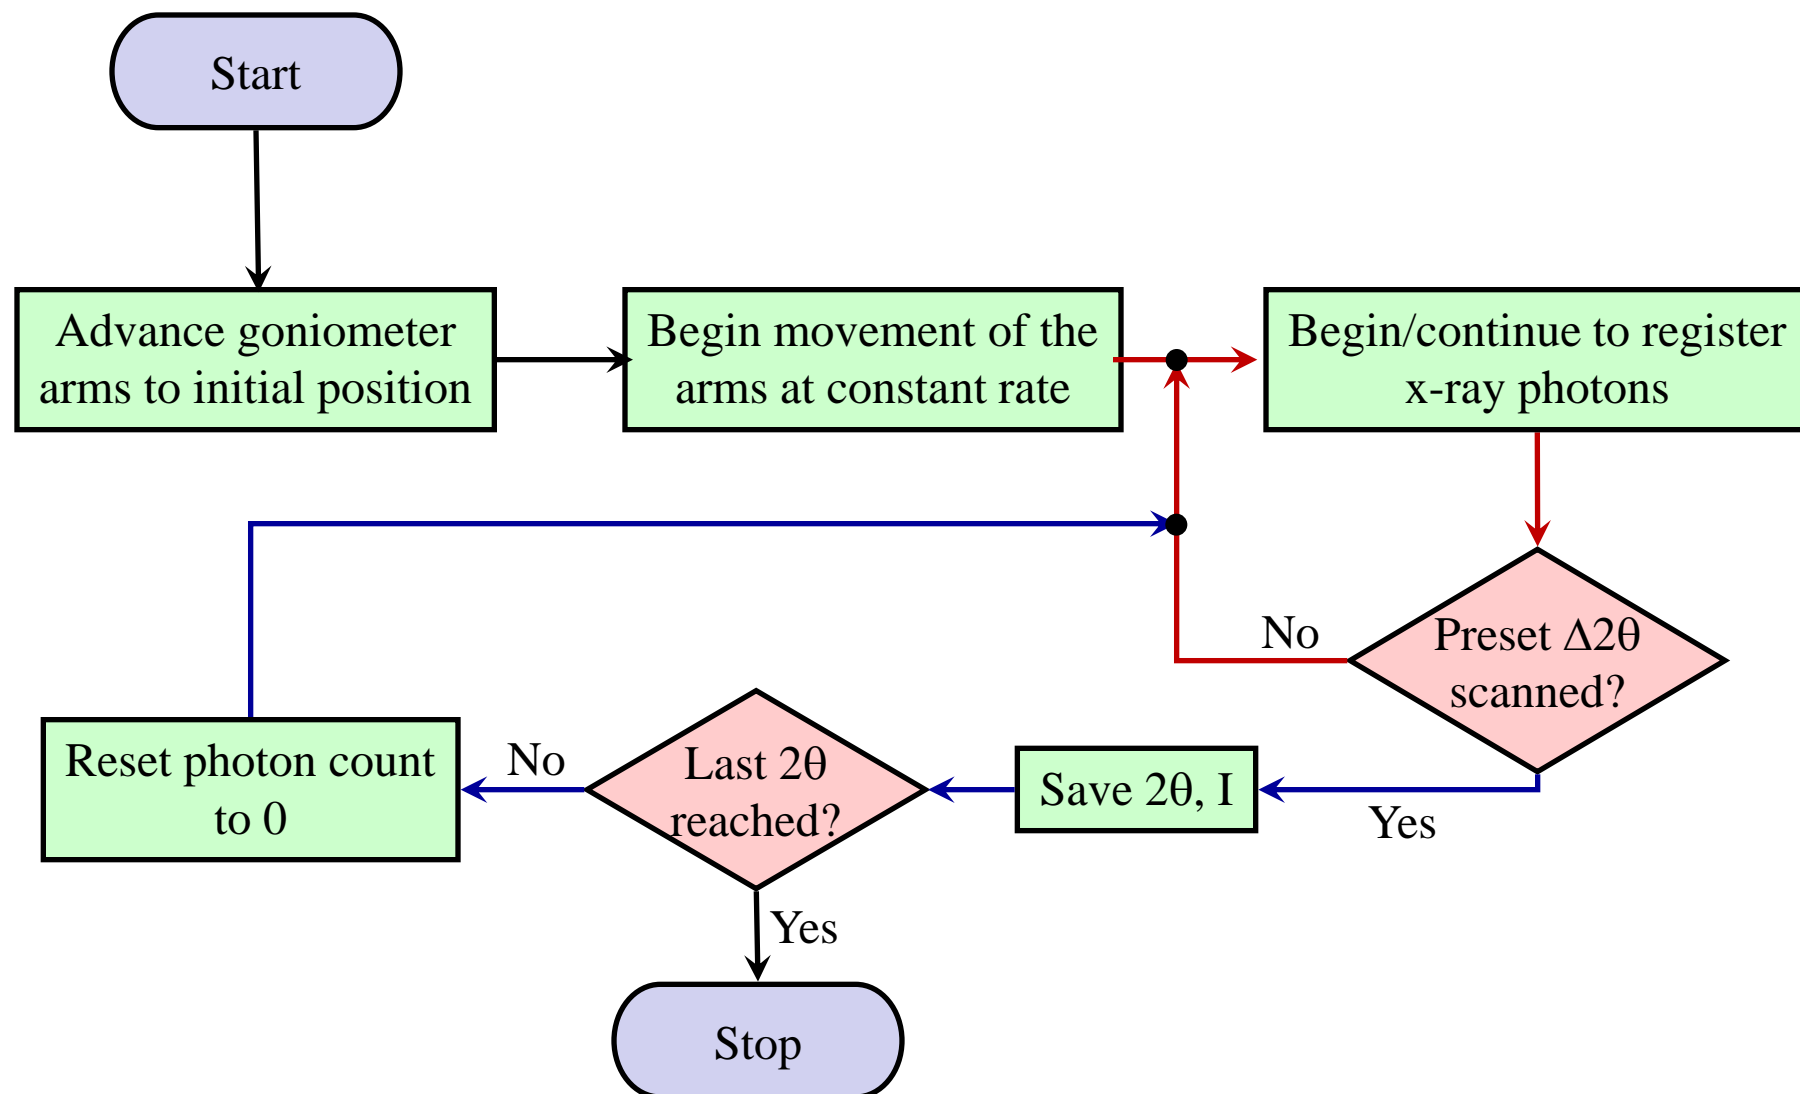 Start
Advance goniometer
arms to initial position
Begin movement of the
arms at constant rate
Begin/continue to register
x-ray photons
No
Preset Δ2θ
scanned?
Yes
Save 2θ, I
Last 2θ
reached?
No
Reset photon count
to 0
Yes
Stop